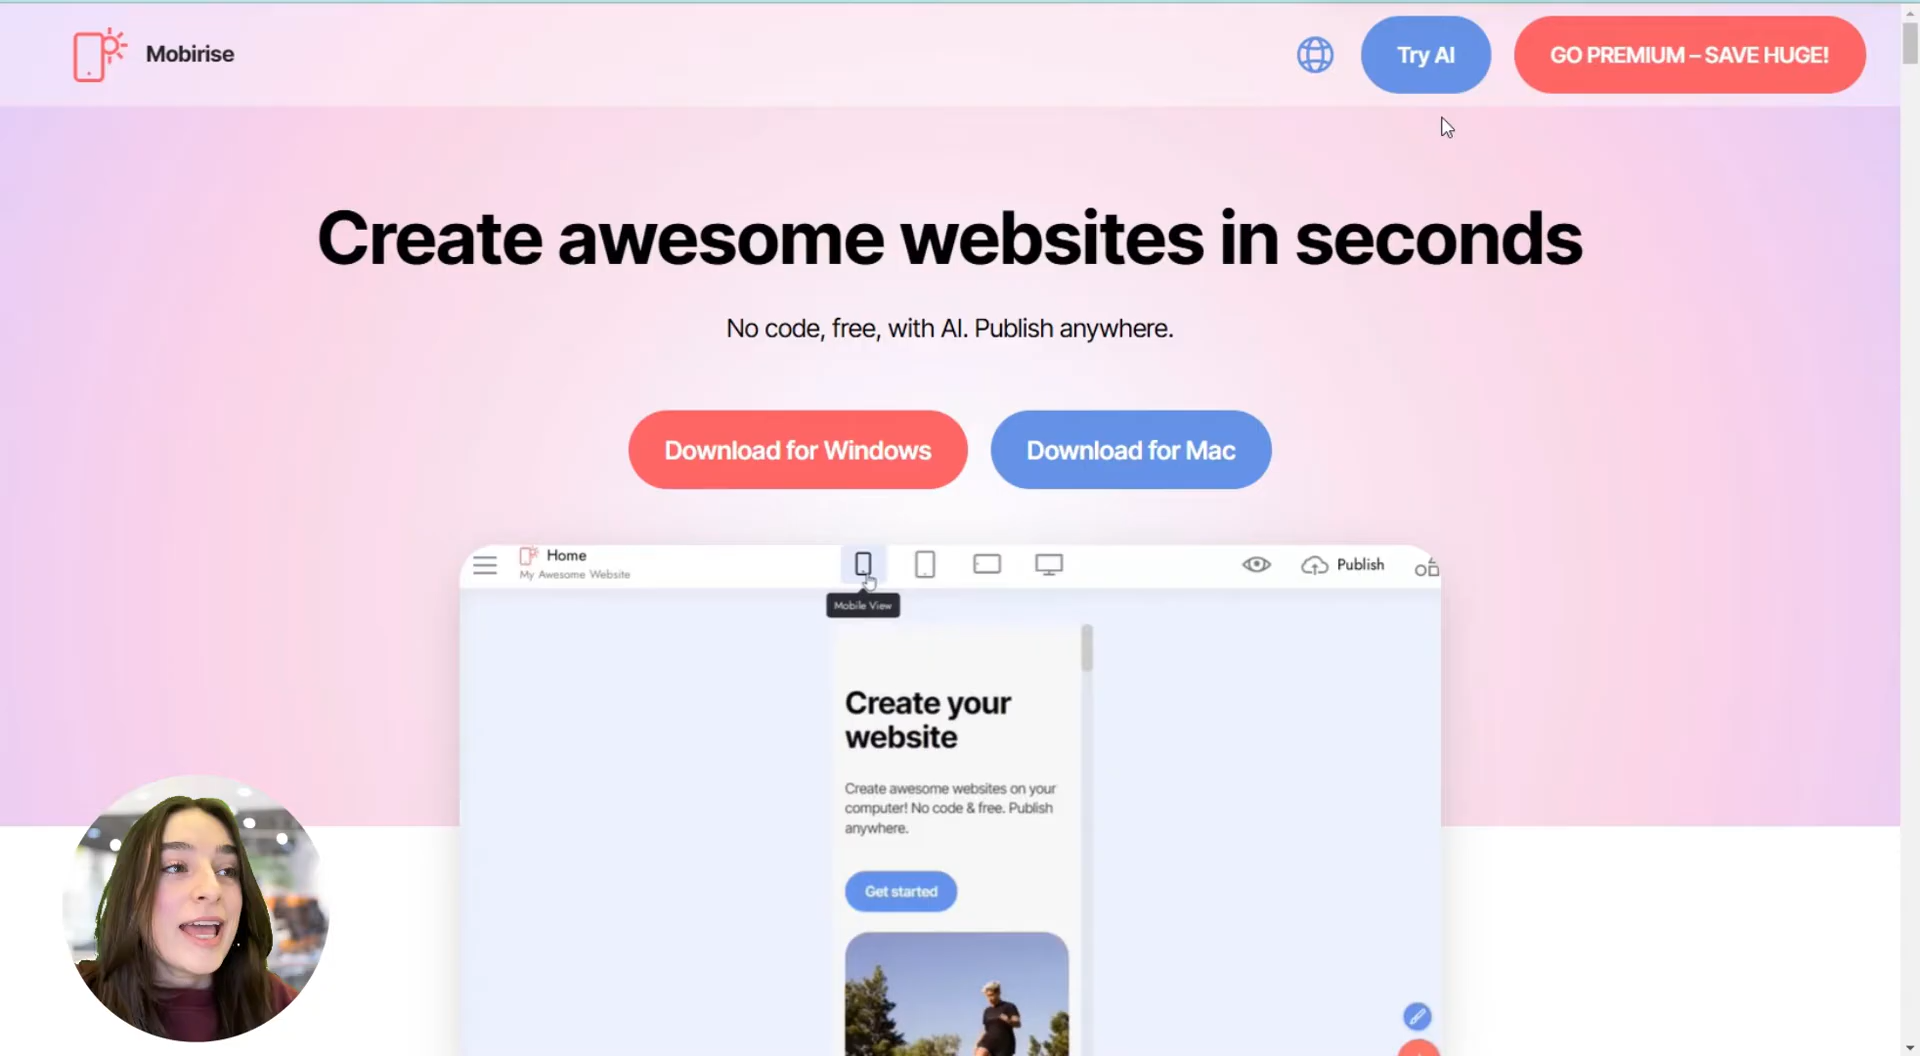 Mobirise
Try AI
GO PREMIUM – SAVE HUGE!
Create awesome websites in seconds
No code, free, with AI. Publish anywhere.
Download for Windows
Download for Mac
Home
My Awesome Website
Publish
Mobile View
Create your
website
Create awesome websites on your
computer! No code & free. Publish
anywhere.
Get started